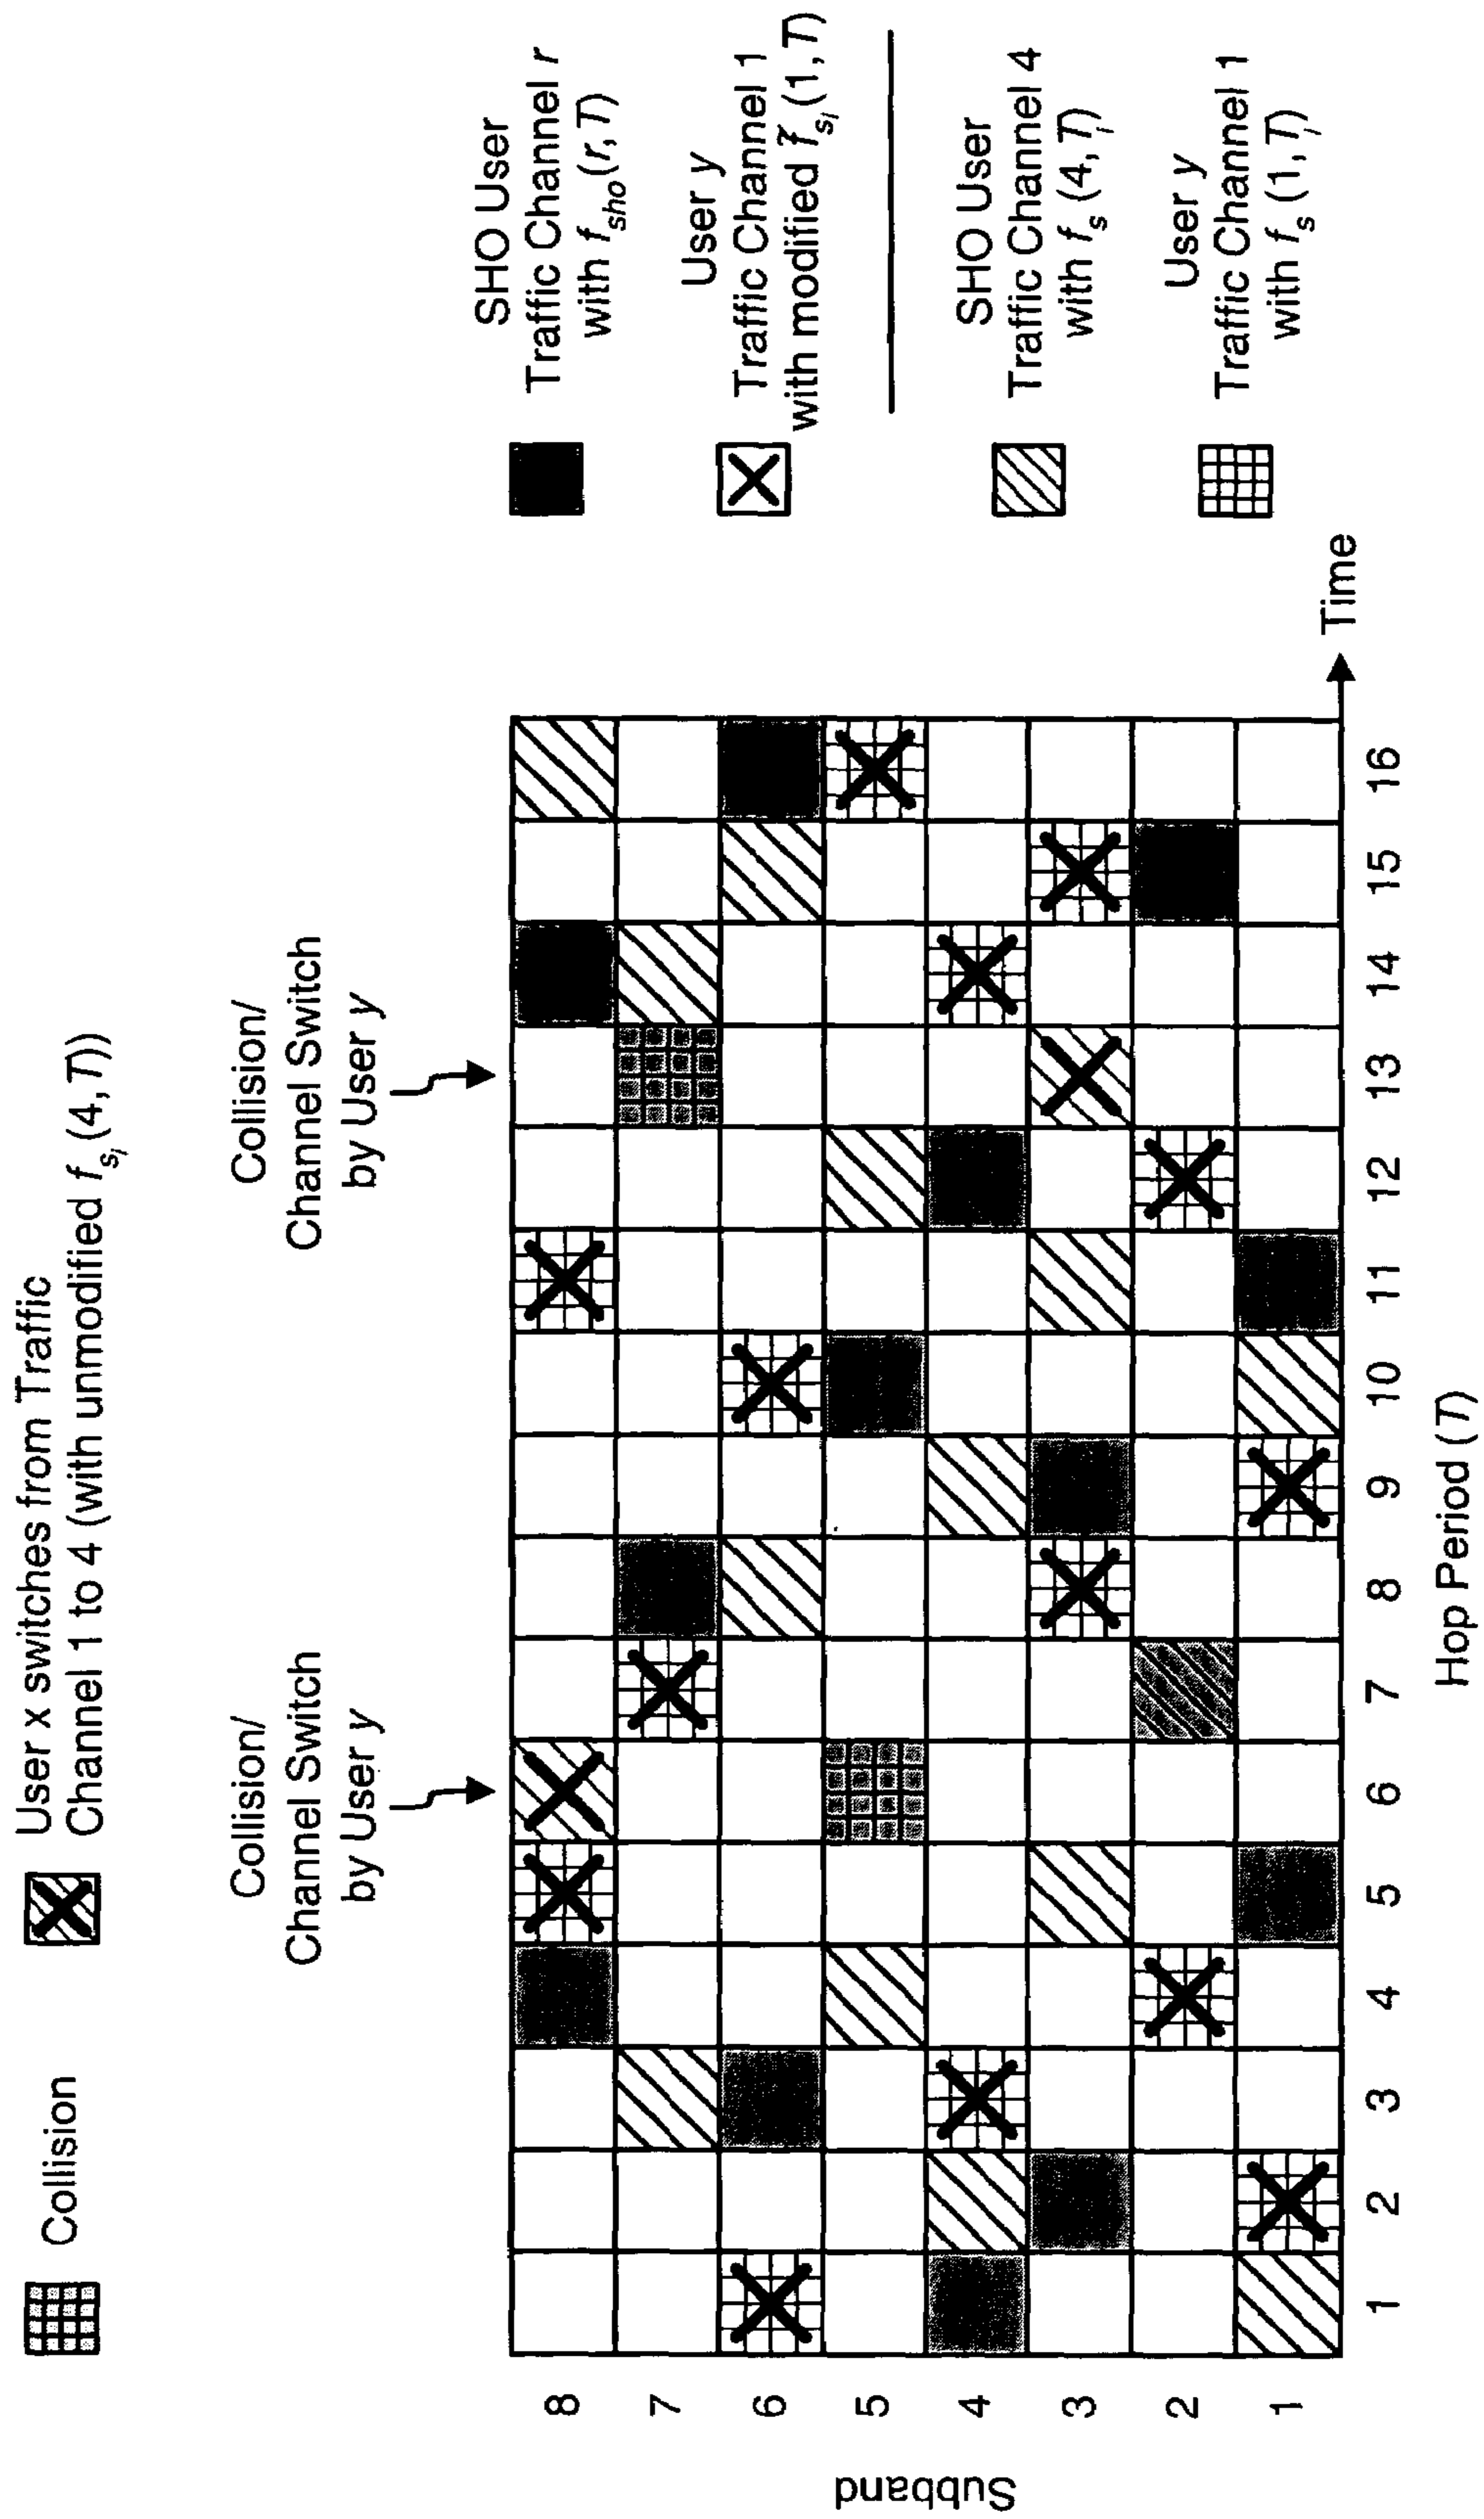 Collision
User x switches from Traffic
Channel 1 to 4 (with unmodified f_{s_i}(4, T))
Collision/
Channel Switch
by User y
Collision/
Channel Switch
by User y
Subband
8
7
6
5
4
3
2
1
1 2 3 4 5 6 7 8 9 10 11 12 13 14 15 16
Hop Period (T)
Time
SHO User
Traffic Channel r
with f_{sho}(r, T)
User y
Traffic Channel 1
with modified f̃_{s_i}(1, T)
SHO User
Traffic Channel 4
with f_{s_i}(4, T)
User y
Traffic Channel 1
with f_{s_i}(1, T)